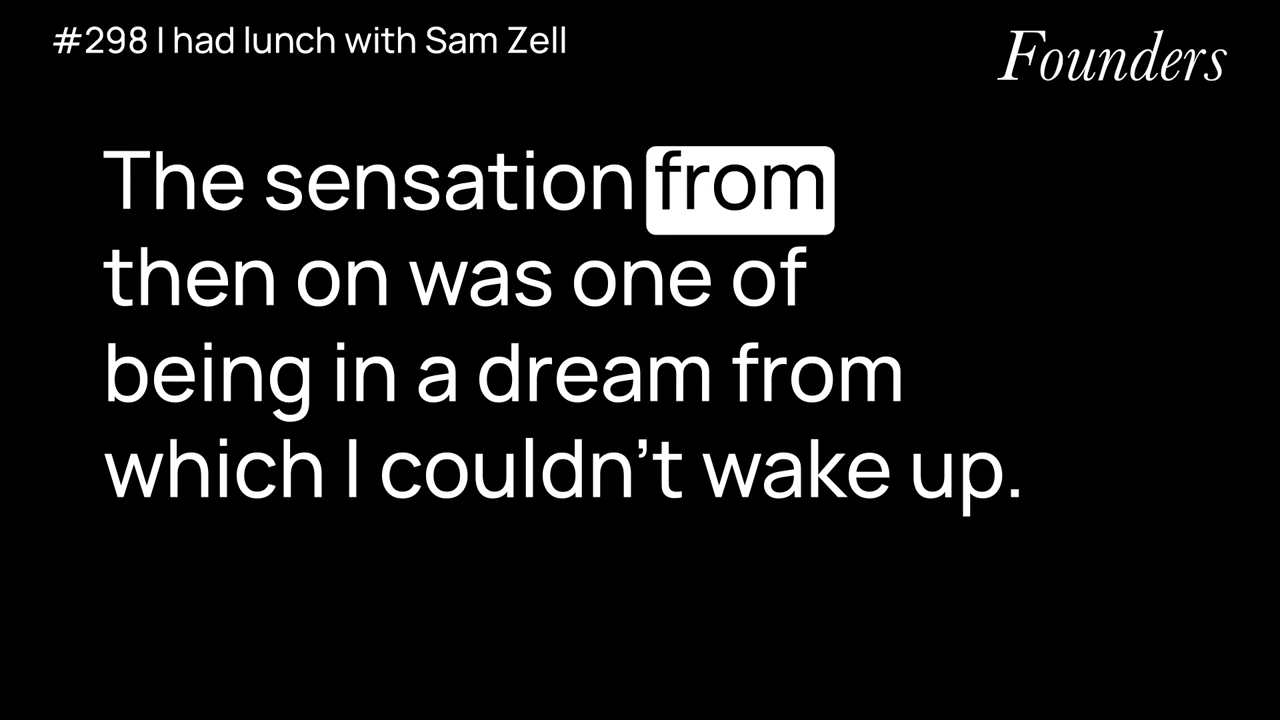 #298 I had lunch with Sam Zell
Founders
The sensation from
then on was one of
being in a dream from
which I couldn’t wake up.